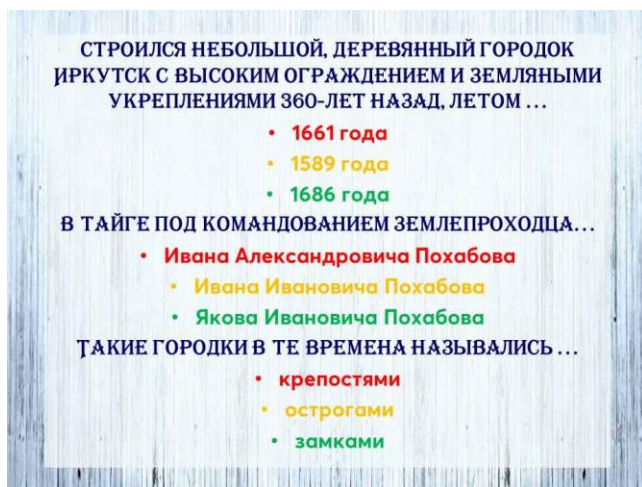 СТРОИЛСЯ НЕБОЛЬШОЙ, ДЕРЕВЯННЫЙ ГОРОДОК
ИРКУТСК С ВЫСОКИМ ОГРАЖДЕНИЕМ И ЗЕМЛЯНЫМИ
УКРЕПЛЕНИЯМИ 360-ЛЕТ НАЗАД, ЛЕТОМ ...
• 1661 года
• 1589 года
• 1686 года
В ТАЙГЕ ПОД КОМАНДОВАНИЕМ ЗЕМЛЕПРОХОДЦА...
• Ивана Александровича Похабова
• Ивана Ивановича Похабова
• Якова Ивановича Похабова
ТАКИЕ ГОРОДКИ В ТЕ ВРЕМЕНА НАЗЫВАЛИСЬ ...
• крепостями
• острогами
• замками